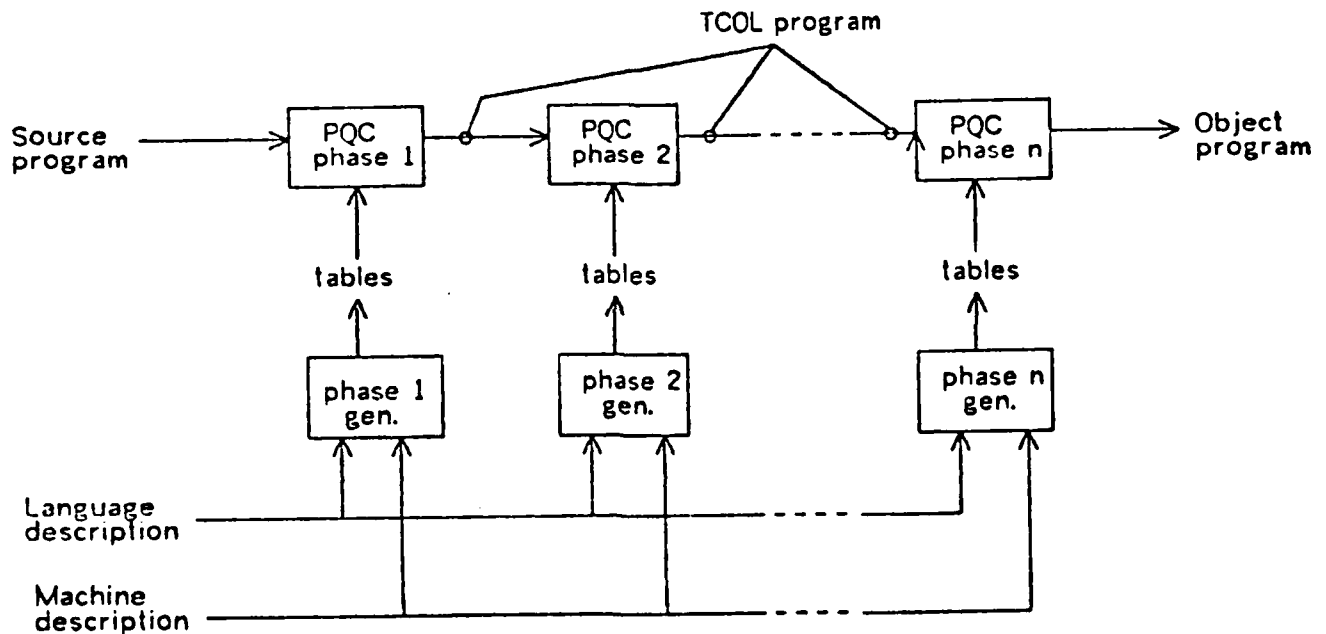 TCOL program
Source
program
PQC
phase 1
PQC
phase 2
PQC
phase n
Object
program
tables
tables
tables
phase 1
gen.
phase 2
gen.
phase n
gen.
Language
description
Machine
description